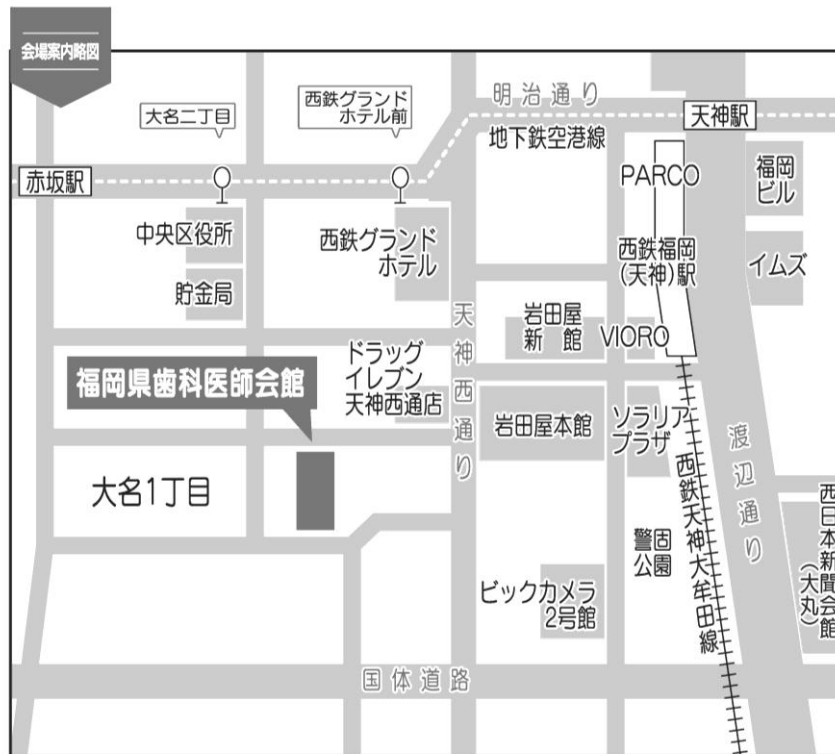 会場案内略図
明治通り
西鉄グランド
ホテル前
大名二丁目
天神駅
地下鉄空港線
赤坂駅
PARCO
福岡
ビル
中央区役所
西鉄グランド
ホテル
西鉄福岡
(天神)駅
イムズ
貯金局
天神西通り
岩田屋
新館
VIORO
ドラッグ
イレブン
天神西通店
福岡県歯科医師会館
岩田屋本館
ソラリア
プラザ
渡辺通り
西鉄天神大牟田線
大名1丁目
西日本新聞会館
(大丸)
警固
公園
ビックカメラ
2号館
国体道路